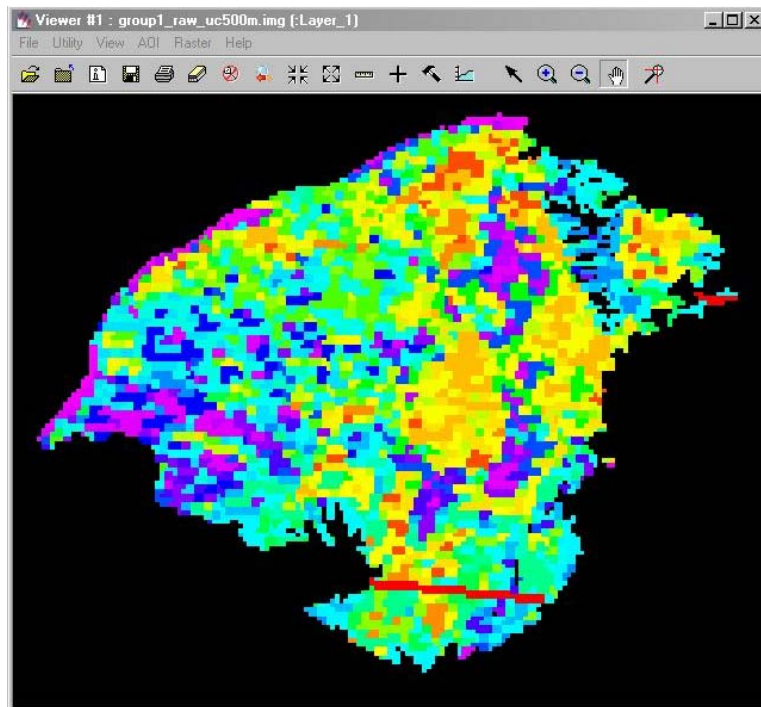 Viewer #1 : group1_raw_uc500m.img (:Layer_1)
File Utility View AOI Raster Help